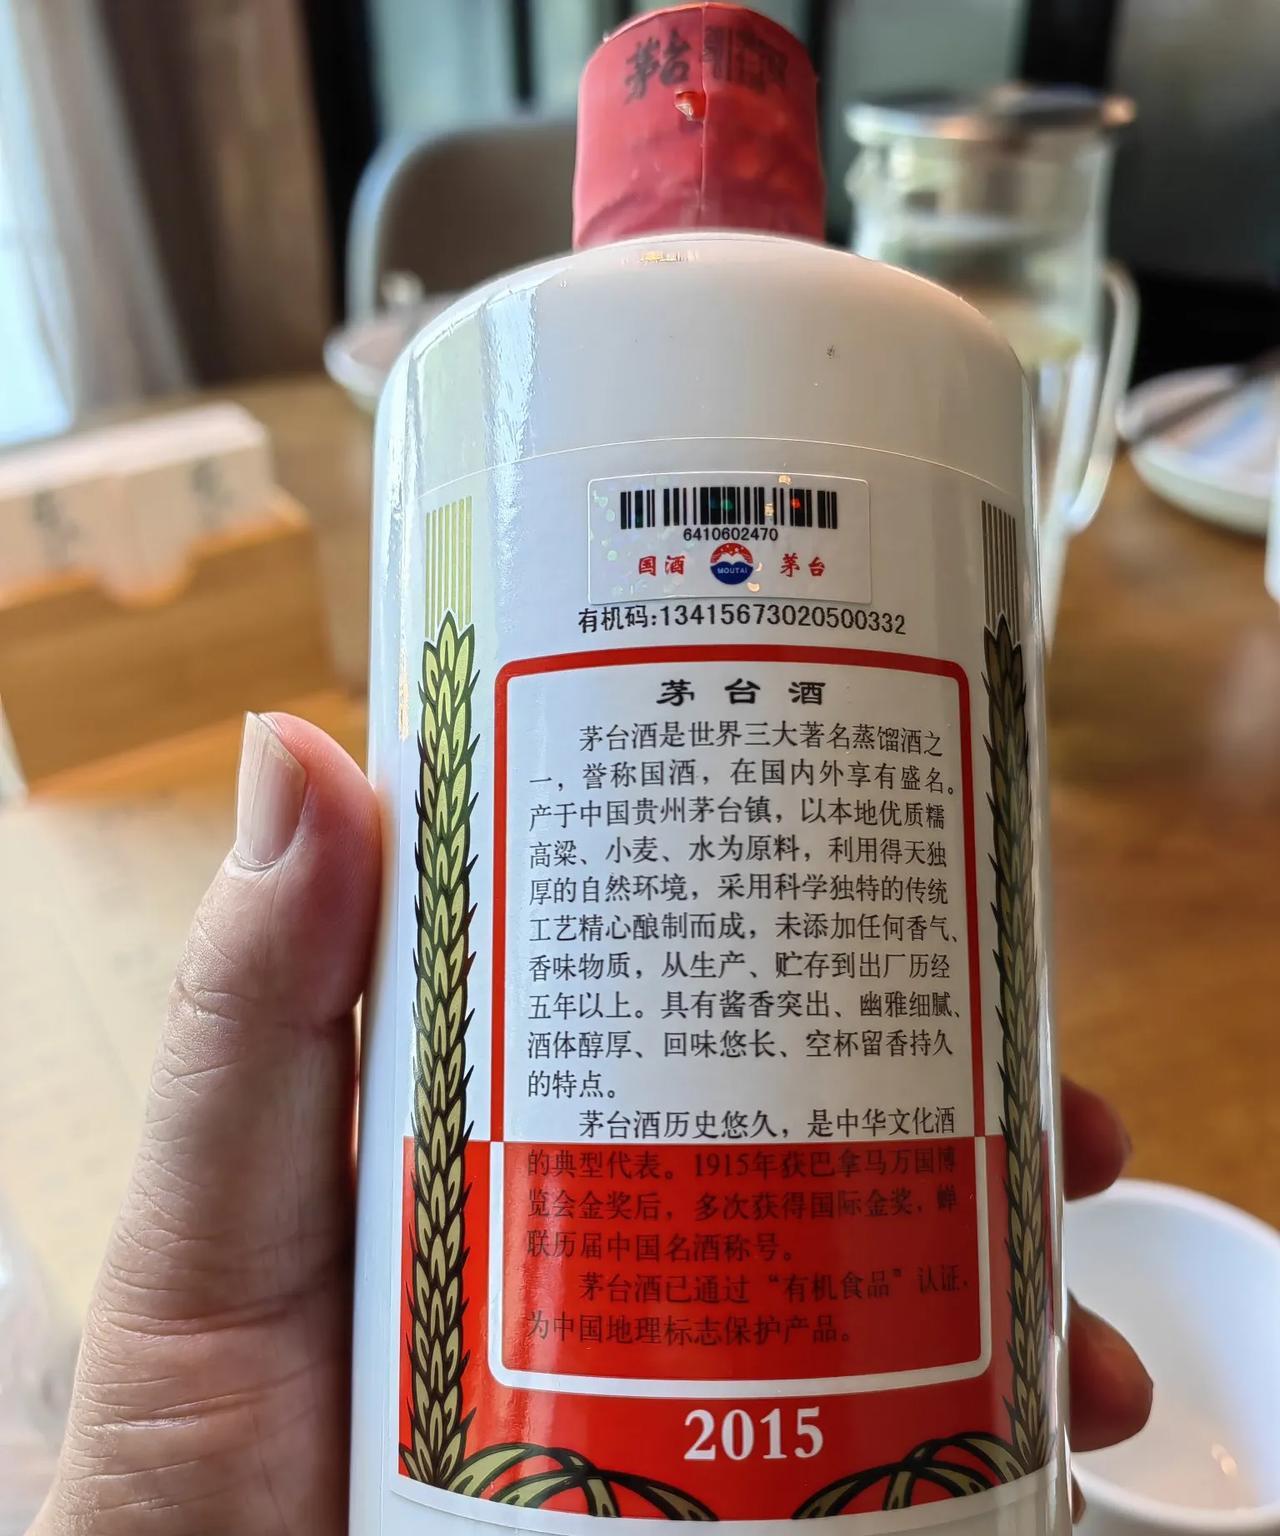 茅台
6410602470
国酒 MOUTAI 茅台
有机码:13415673020500332
茅台酒
茅台酒是世界三大著名蒸馏酒之
一，誉称国酒，在国内外享有盛名。
产于中国贵州茅台镇，以本地优质糯
高粱、小麦、水为原料，利用得天独
厚的自然环境，采用科学独特的传统
工艺精心酿制而成，未添加任何香气、
香味物质，从生产、贮存到出厂历经
五年以上。具有酱香突出、幽雅细腻、
酒体醇厚、回味悠长、空杯留香持久
的特点。
茅台酒历史悠久，是中华文化酒
的典型代表。1915年获巴拿马万国博
览会金奖后，多次获得国际金奖，蝉
联历届中国名酒称号。
茅台酒已通过“有机食品”认证，
为中国地理标志保护产品。
2015